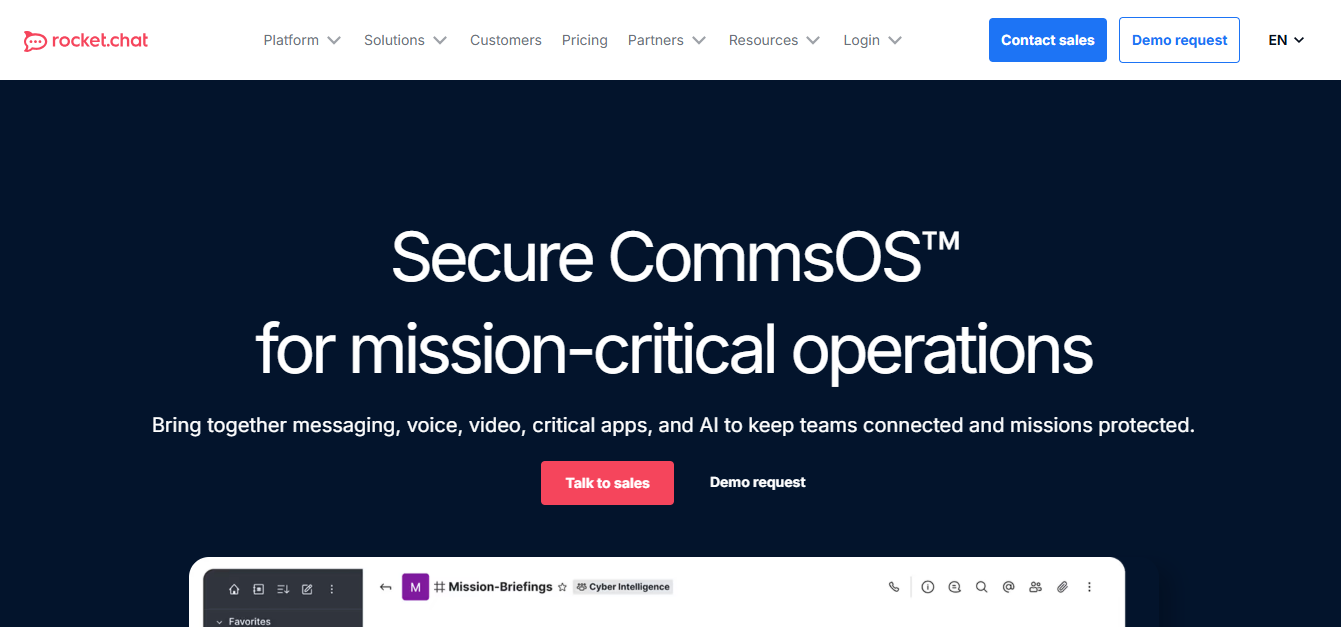 rocket.chat Platform Solutions Customers Pricing Partners Resources Login Contact sales Demo request EN
Secure CommsOS™
for mission-critical operations
Bring together messaging, voice, video, critical apps, and AI to keep teams connected and missions protected.
Talk to sales Demo request
M Mission-Briefings Cyber Intelligence
Favorites